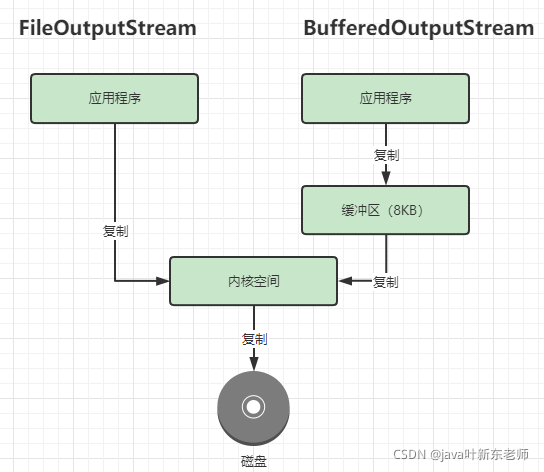 FileOutputStream
BufferedOutputStream
应用程序
应用程序
复制
缓冲区（8KB）
复制
内核空间
复制
复制
磁盘
CSDN @java叶新东老师